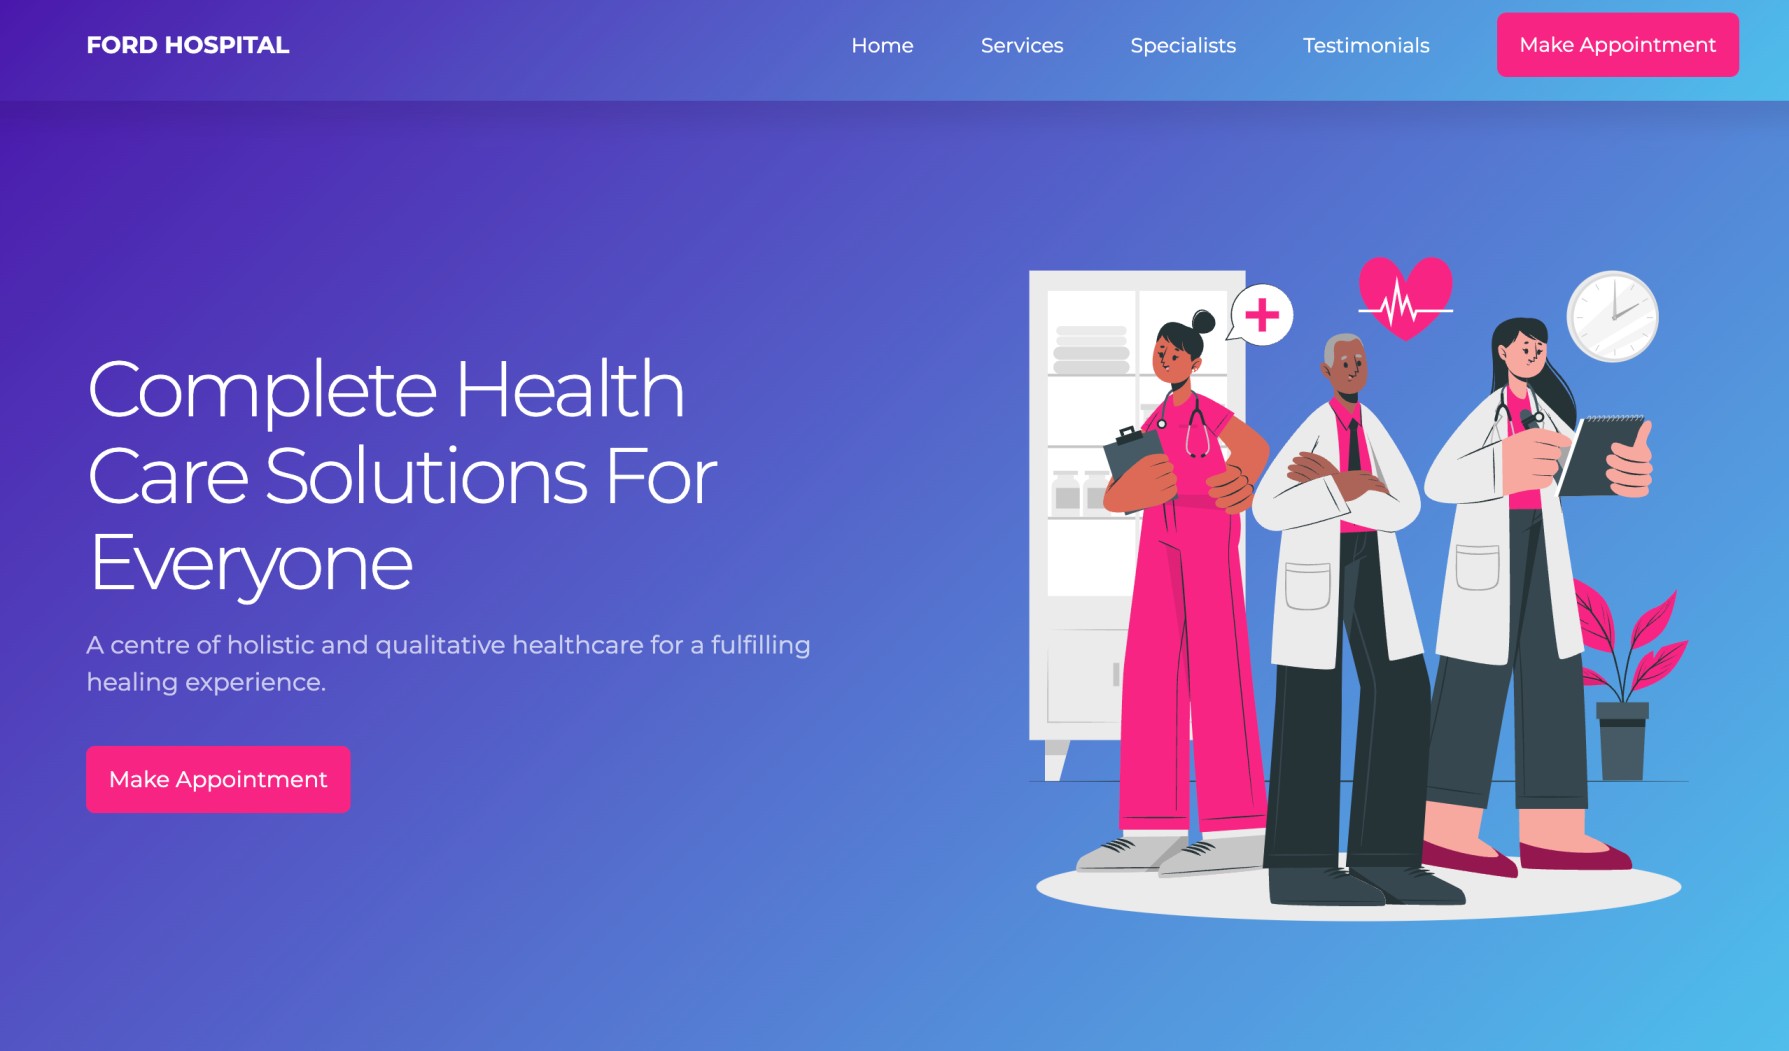 FORD HOSPITAL
Home
Services
Specialists
Testimonials
Make Appointment
Complete Health
Care Solutions For
Everyone
A centre of holistic and qualitative healthcare for a fulfilling
healing experience.
Make Appointment